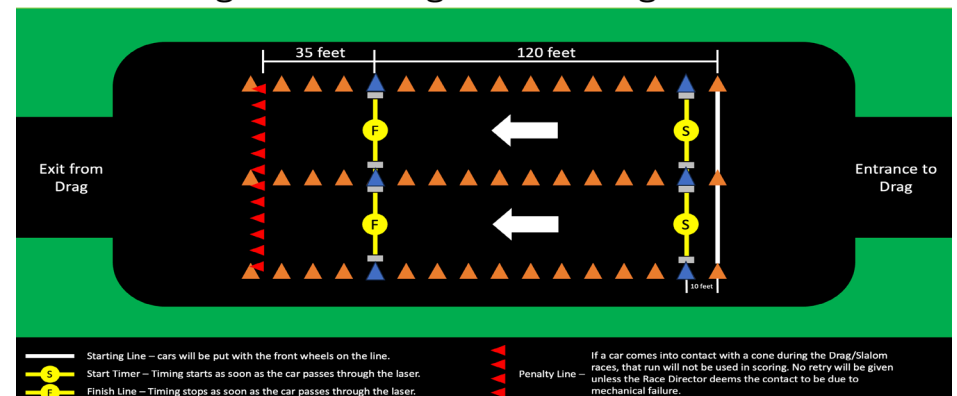 35 feet
120 feet
F
S
Exit from
Drag
Entrance to
Drag
F
S
10 feet
Starting Line – cars will be put with the front wheels on the line.
S
Start Timer – Timing starts as soon as the car passes through the laser.
F
Finish Line – Timing stops as soon as the car passes through the laser.
Penalty Line –
If a car comes into contact with a cone during the Drag/Slalom
races, that run will not be used in scoring. No retry will be given
unless the Race Director deems the contact to be due to
mechanical failure.